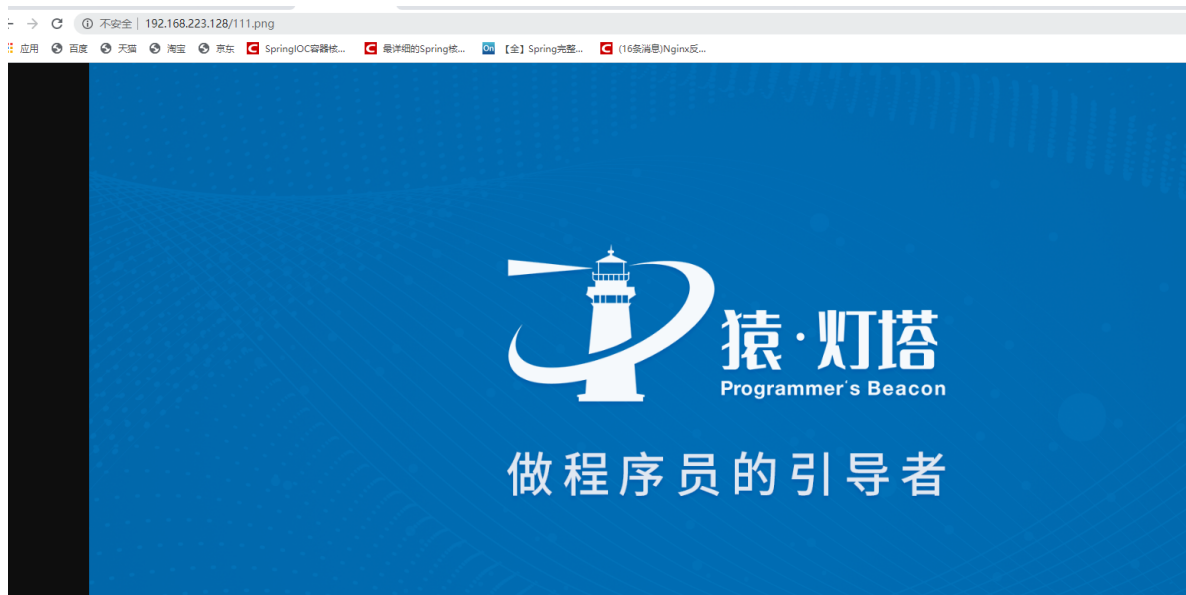 不安全 | 192.168.223.128/111.png
应用 百度 天猫 淘宝 京东 SpringIOC容器核... 最详细的Spring核... On 【全】Spring完整... (16条消息)Nginx反...
猿·灯塔
Programmer's Beacon
做程序员的引导者